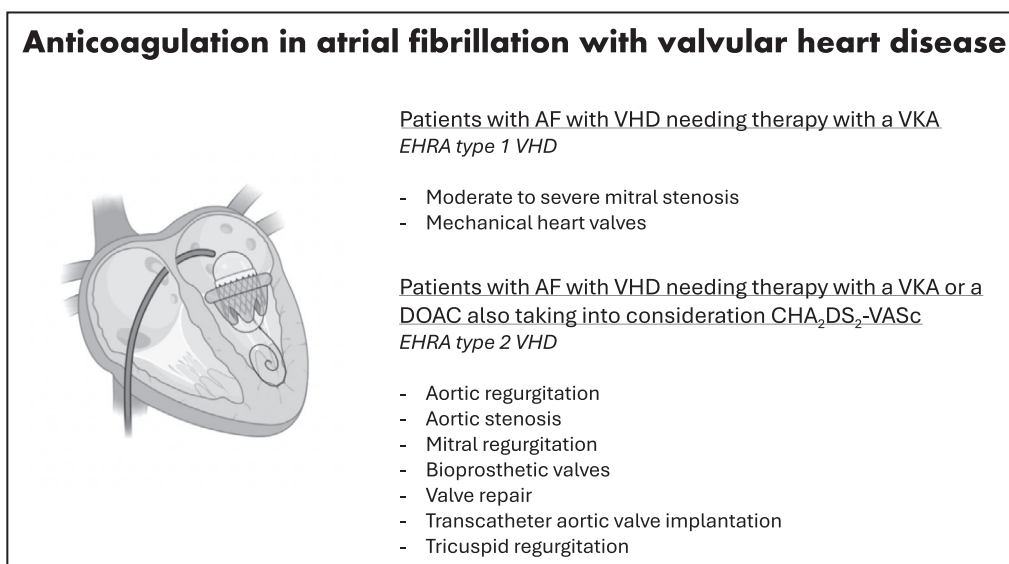 Anticoagulation in atrial fibrillation with valvular heart disease
Patients with AF with VHD needing therapy with a VKA
EHRA type 1 VHD
- Moderate to severe mitral stenosis
- Mechanical heart valves
Patients with AF with VHD needing therapy with a VKA or a
DOAC also taking into consideration CHA₂DS₂-VASc
EHRA type 2 VHD
- Aortic regurgitation
- Aortic stenosis
- Mitral regurgitation
- Bioprosthetic valves
- Valve repair
- Transcatheter aortic valve implantation
- Tricuspid regurgitation